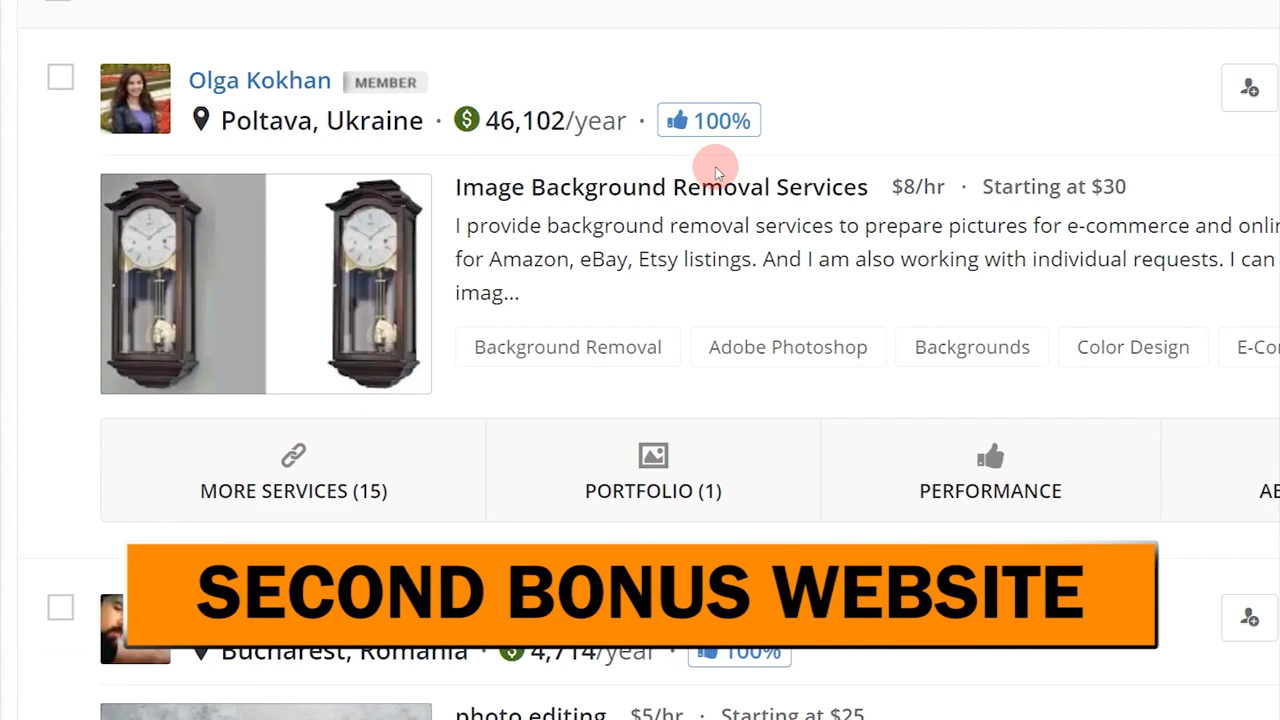 Olga Kokhan MEMBER
Poltava, Ukraine · $ 46,102/year · 100%
Image Background Removal Services $8/hr · Starting at $30
I provide background removal services to prepare pictures for e-commerce and onli
for Amazon, eBay, Etsy listings. And I am also working with individual requests. I can
imag...
Background Removal Adobe Photoshop Backgrounds Color Design E-Co
MORE SERVICES (15) PORTFOLIO (1) PERFORMANCE
SECOND BONUS WEBSITE
Bucharest, Romania · $ 4,714/year · 100%
photo editing $5/hr · Starting at $25